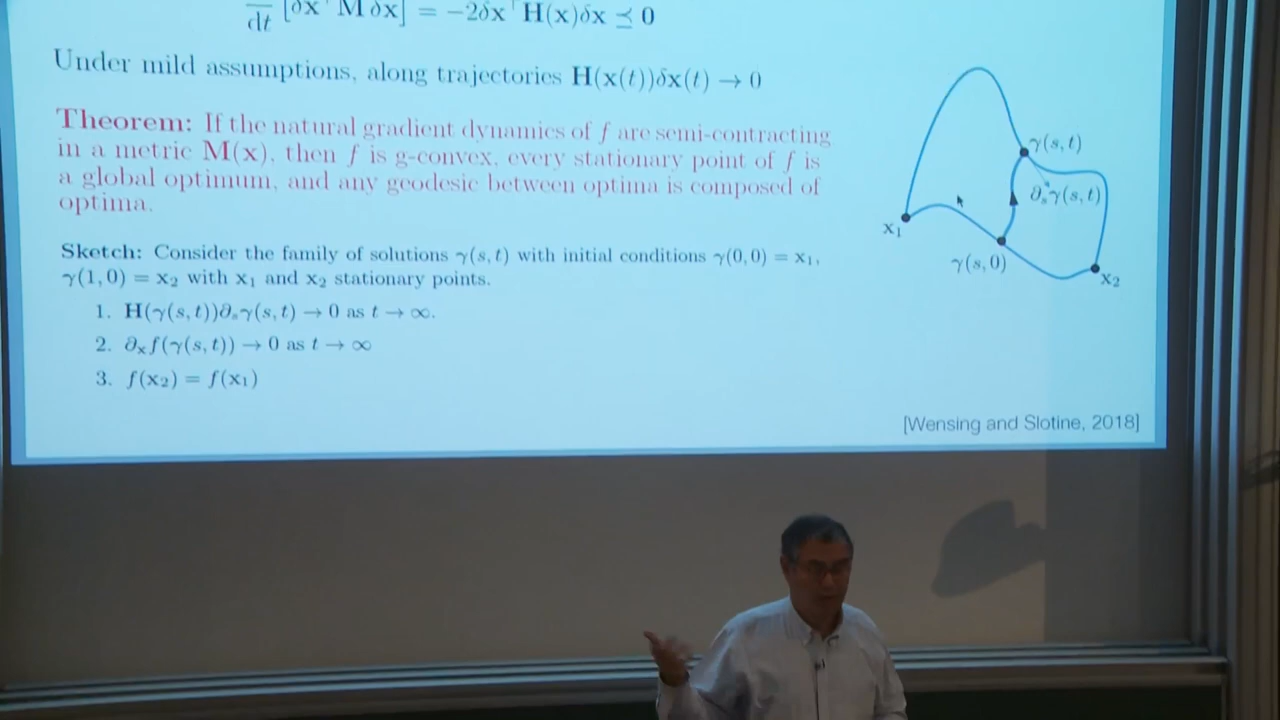 d/dt [δx⊤ M δx] = −2δx⊤H(x)δx ⪯ 0
Under mild assumptions, along trajectories H(x(t))δx(t) → 0
Theorem: If the natural gradient dynamics of f are semi-contracting
in a metric M(x), then f is g-convex, every stationary point of f is
a global optimum, and any geodesic between optima is composed of
optima.
Sketch: Consider the family of solutions γ(s, t) with initial conditions γ(0, 0) = x₁,
γ(1, 0) = x₂ with x₁ and x₂ stationary points.
1. H(γ(s, t))∂ₛγ(s, t) → 0 as t → ∞.
2. ∂ₓf(γ(s, t)) → 0 as t → ∞
3. f(x₂) = f(x₁)
γ(s, t)
∂ₛγ(s, t)
x₁
γ(s, 0)
x₂
[Wensing and Slotine, 2018]